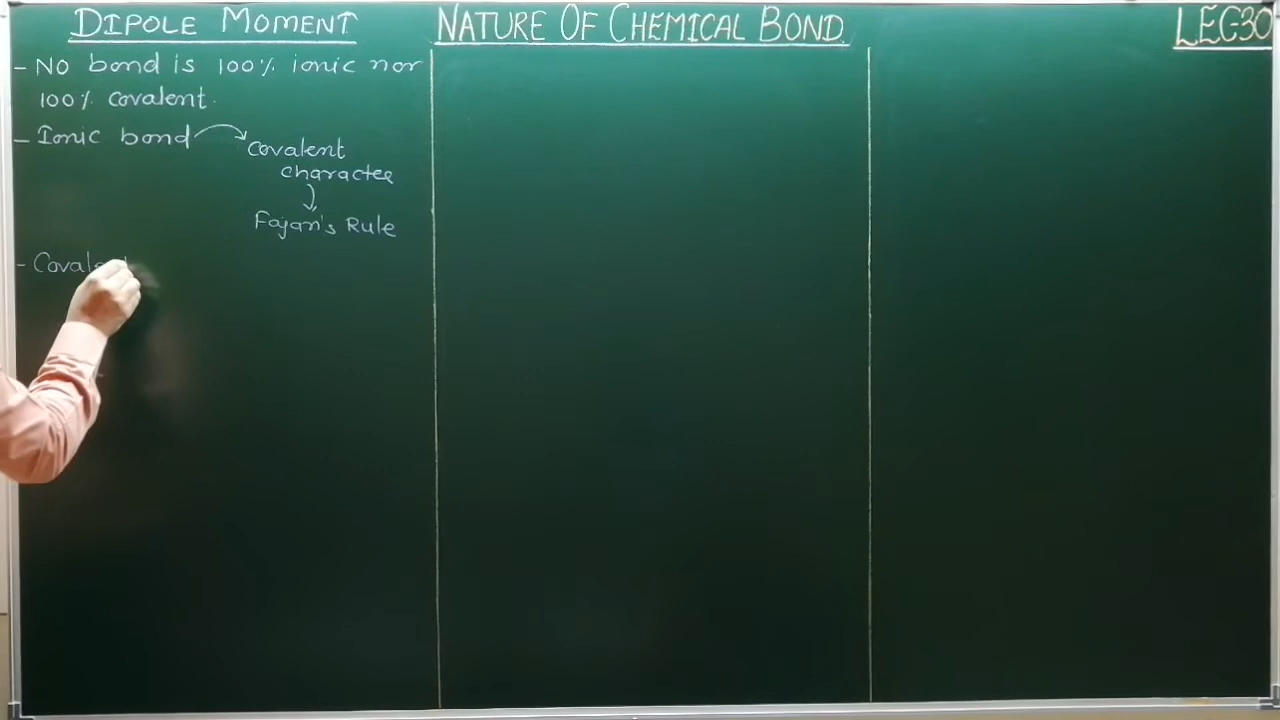 DIPOLE MOMENT
NATURE OF CHEMICAL BOND
LEC30
- No bond is 100% ionic nor
100% covalent.
- Ionic bond
Covalent
character
Fajan's Rule